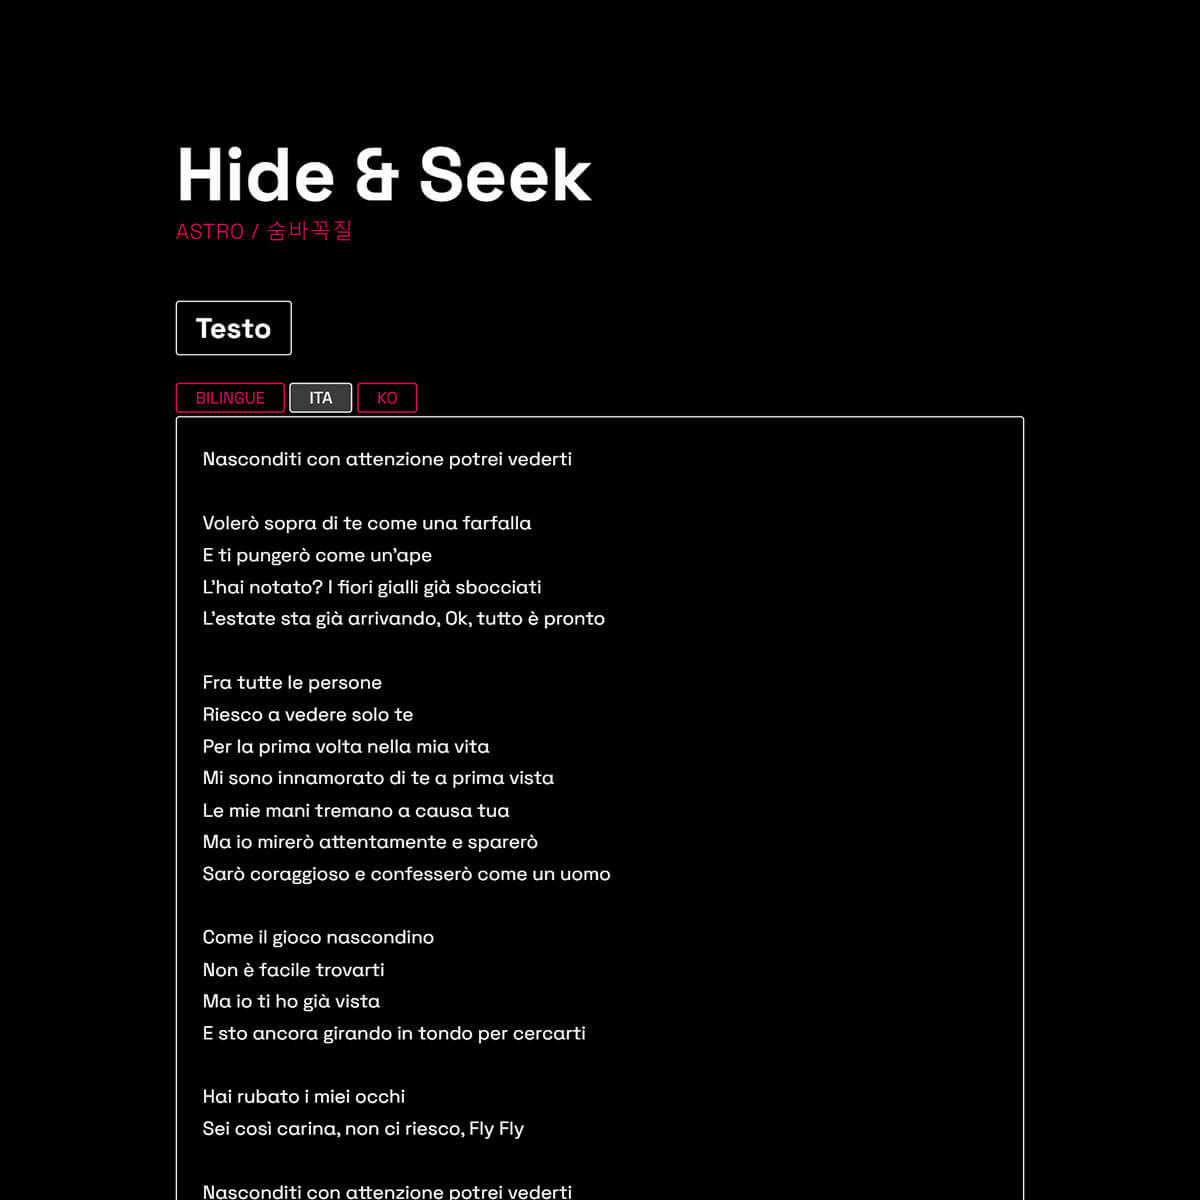 Hide & Seek
ASTRO / 숨바꼭질
Testo
BILINGUE ITA KO
Nasconditi con attenzione potrei vederti
Volerò sopra di te come una farfalla
E ti pungerò come un'ape
L'hai notato? I fiori gialli già sbocciati
L'estate sta già arrivando, Ok, tutto è pronto
Fra tutte le persone
Riesco a vedere solo te
Per la prima volta nella mia vita
Mi sono innamorato di te a prima vista
Le mie mani tremano a causa tua
Ma io mirerò attentamente e sparerò
Sarò coraggioso e confesserò come un uomo
Come il gioco nascondino
Non è facile trovarti
Ma io ti ho già vista
E sto ancora girando in tondo per cercarti
Hai rubato i miei occhi
Sei così carina, non ci riesco, Fly Fly
Nasconditi con attenzione potrei vederti